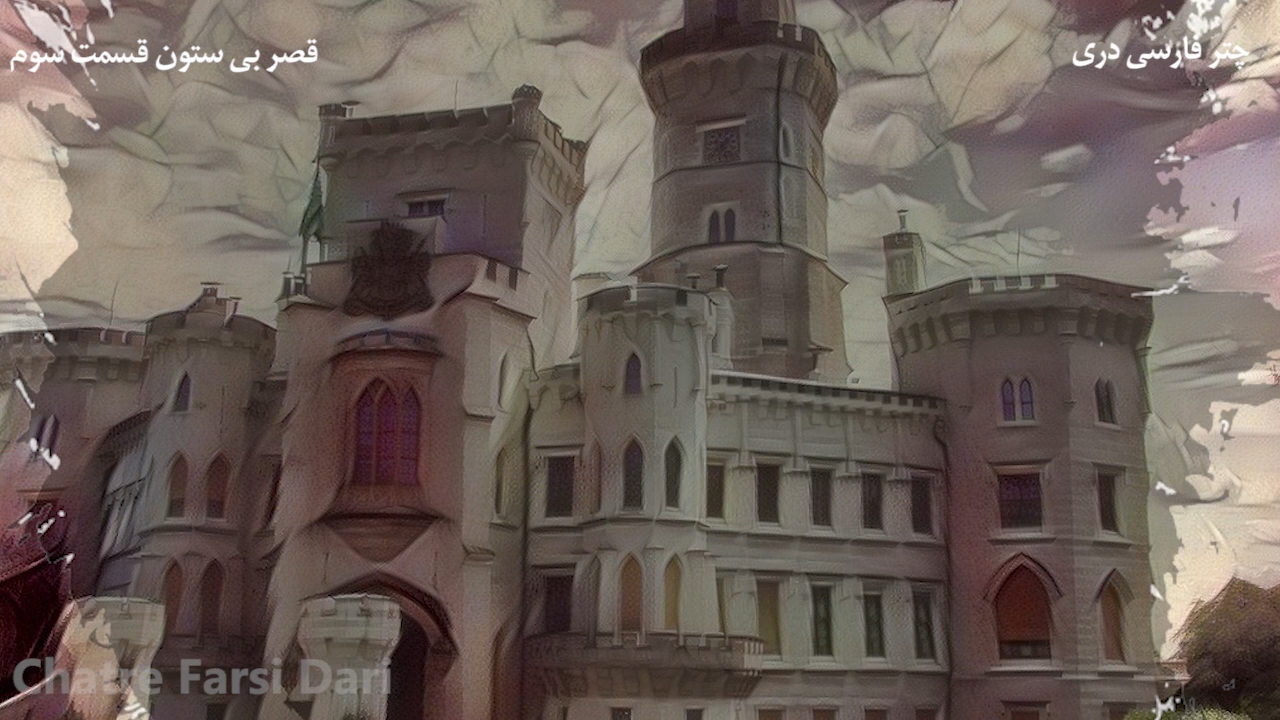 چتر فارسی دری
قصر بی ستون قسمت سوم
Chatre Farsi Dari